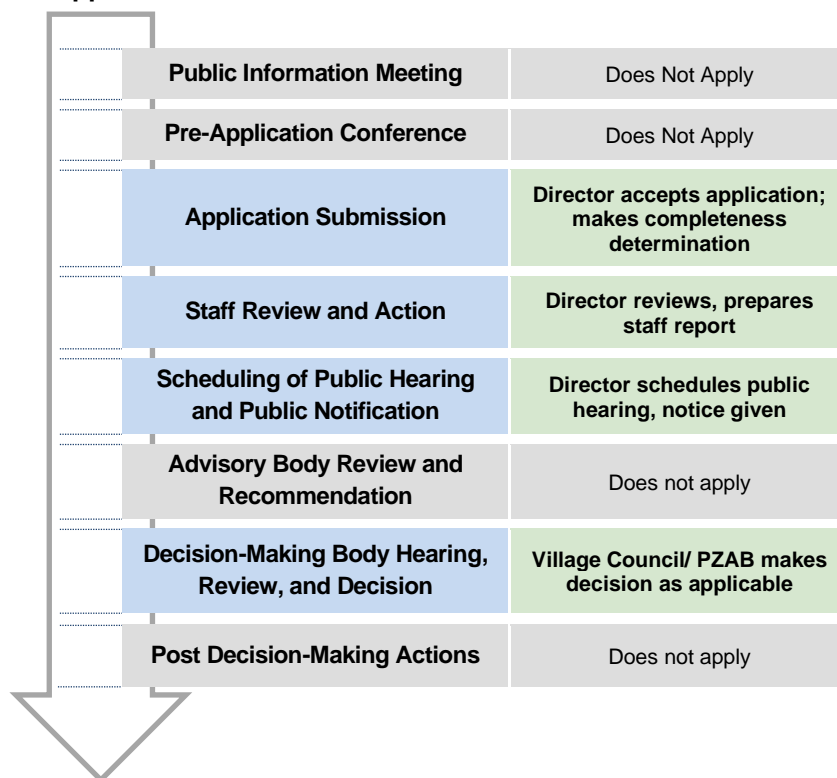 Public Information Meeting
Does Not Apply
Pre-Application Conference
Does Not Apply
Application Submission
Director accepts application;
makes completeness
determination
Staff Review and Action
Director reviews, prepares
staff report
Scheduling of Public Hearing
and Public Notification
Director schedules public
hearing, notice given
Advisory Body Review and
Recommendation
Does not apply
Decision-Making Body Hearing,
Review, and Decision
Village Council/ PZAB makes
decision as applicable
Post Decision-Making Actions
Does not apply